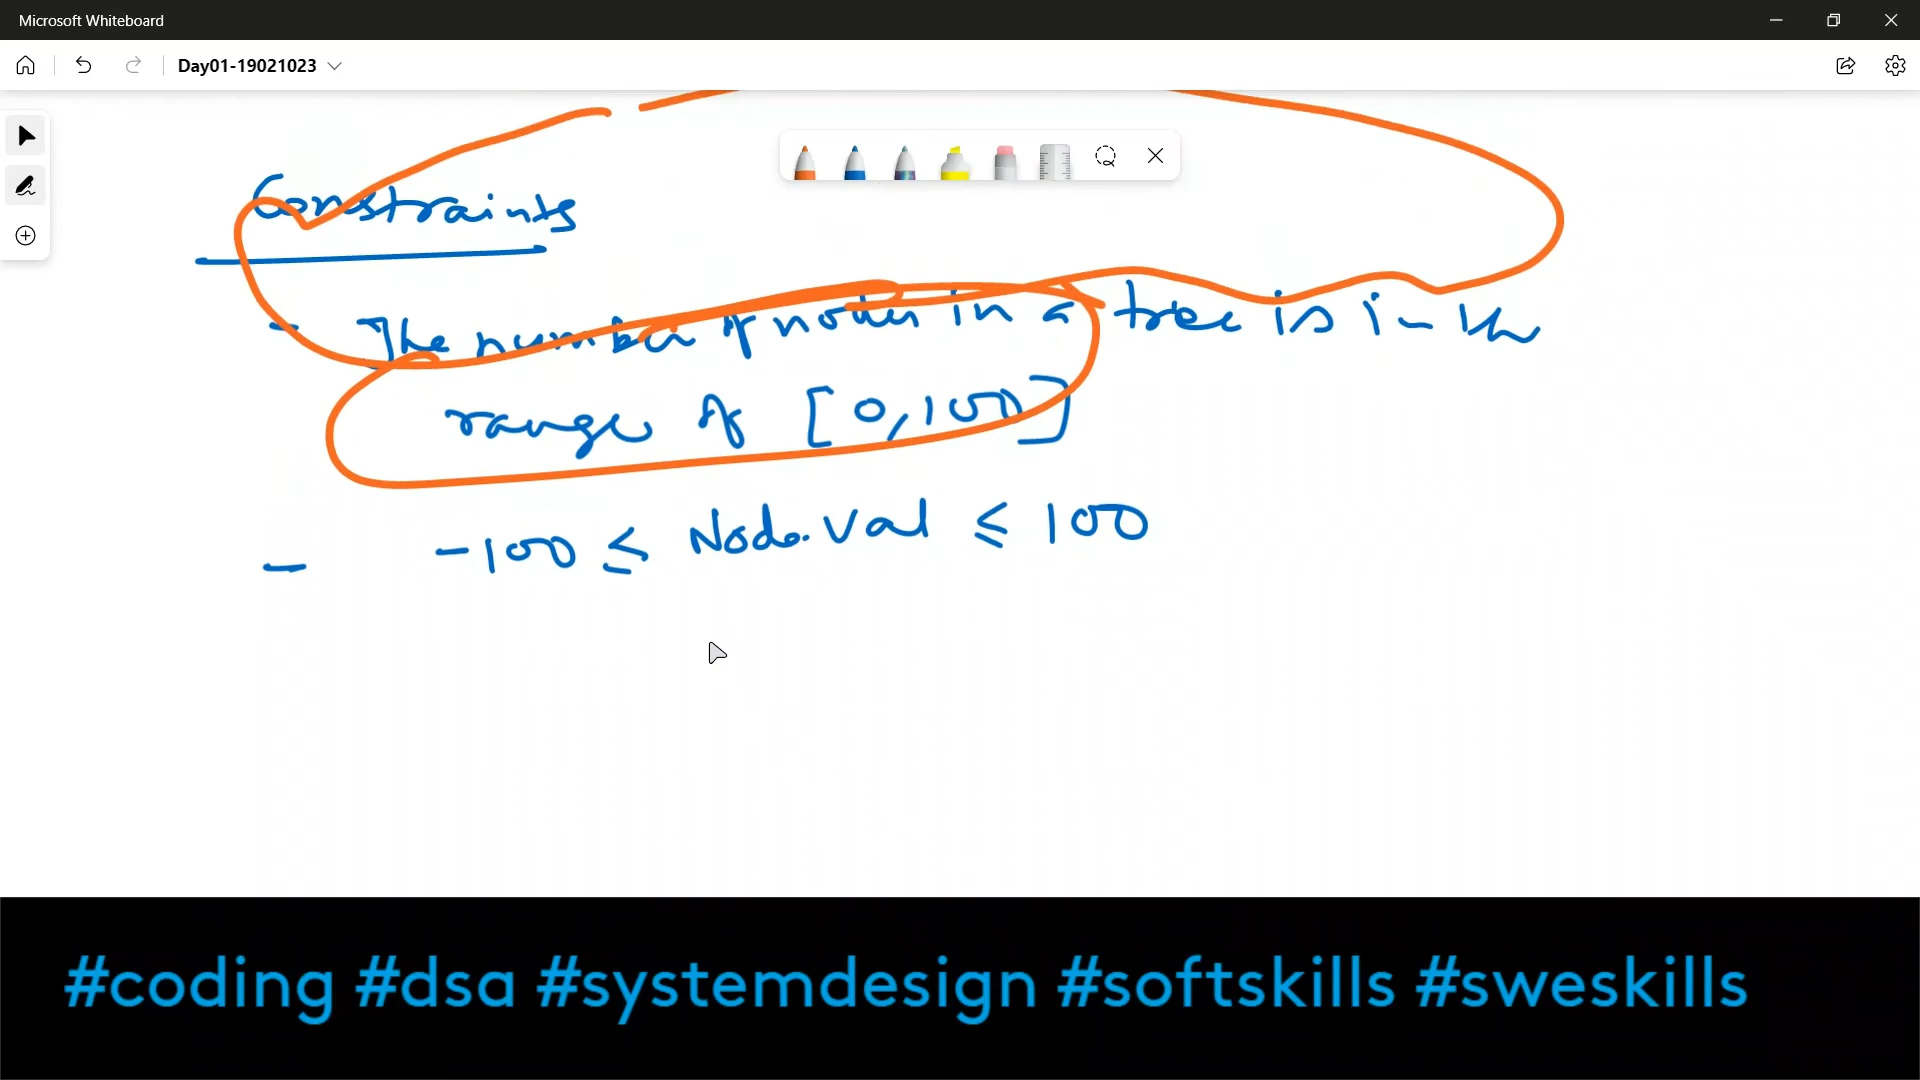 Microsoft Whiteboard
Day01-19021023
Constraints
- The number of nodes in a tree is in the
range of [0,100]
- -100 ≤ Node.Val ≤ 100
#coding #dsa #systemdesign #softskills #sweskills